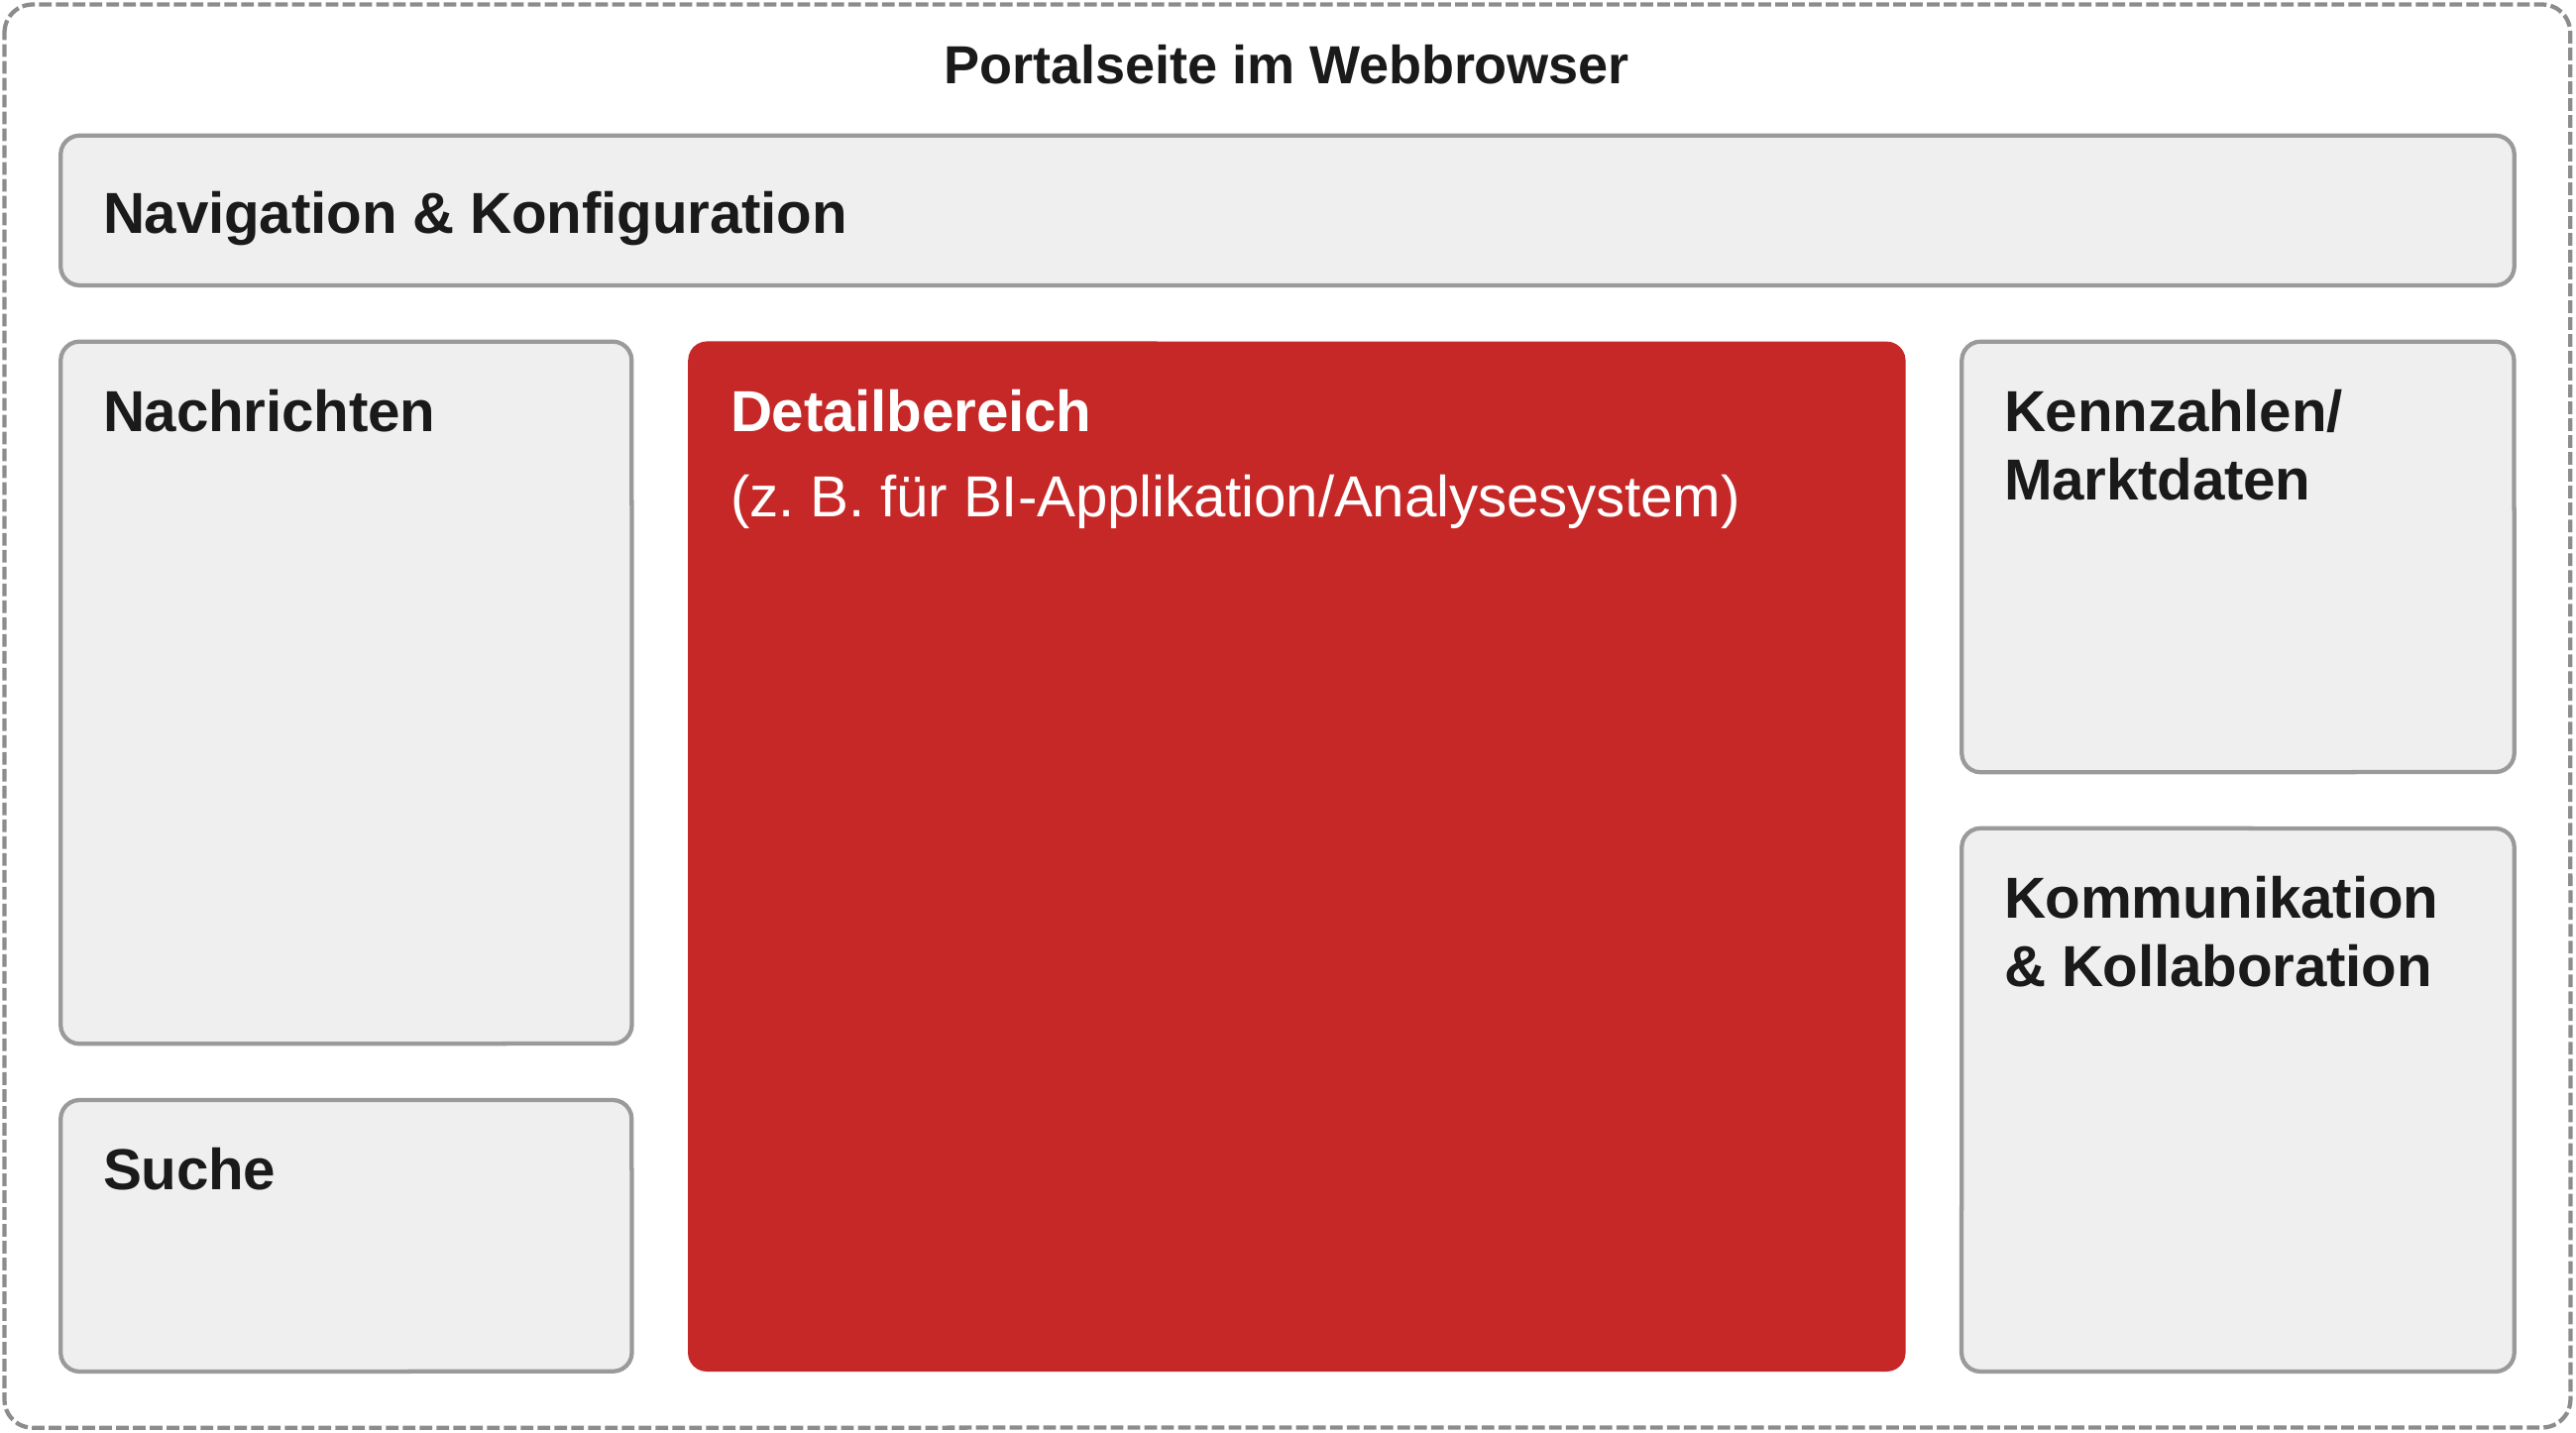 Portalseite im Webbrowser
Navigation & Konfiguration
Nachrichten
Suche
Detailbereich
(z. B. für BI-Applikation/Analysesystem)
Kennzahlen/
Marktdaten
Kommunikation
& Kollaboration